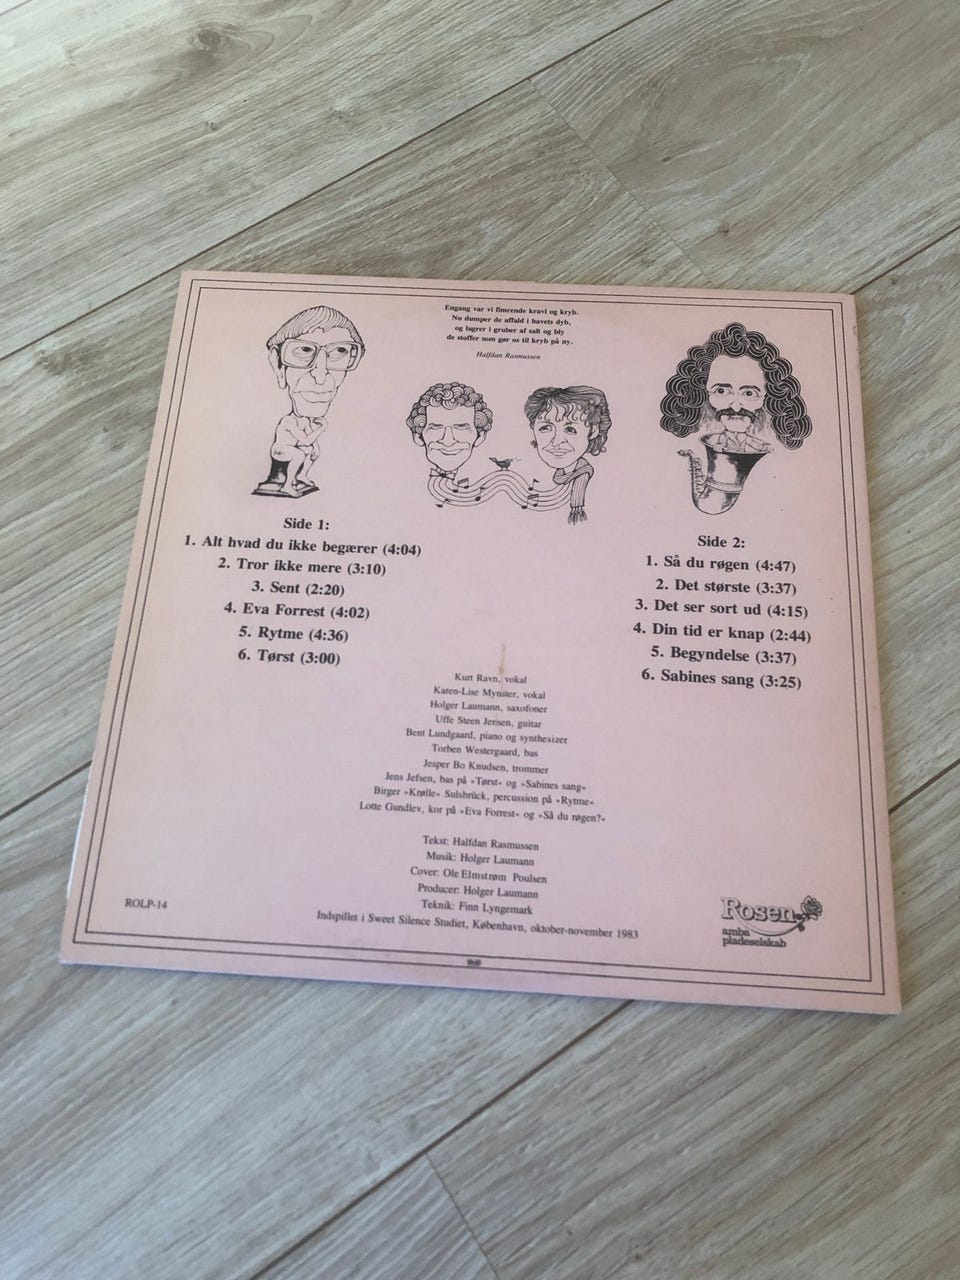 Engang var vi fimrende kravl og kryb.
Nu dumper de affald i havets dyb,
og lagrer i gruber af salt og bly
de stoffer som gør os til kryb på ny.
Halfdan Rasmussen
Side 1:
1. Alt hvad du ikke begærer (4:04)
2. Tror ikke mere (3:10)
3. Sent (2:20)
4. Eva Forrest (4:02)
5. Rytme (4:36)
6. Tørst (3:00)
Side 2:
1. Så du røgen (4:47)
2. Det største (3:37)
3. Det ser sort ud (4:15)
4. Din tid er knap (2:44)
5. Begyndelse (3:37)
6. Sabines sang (3:25)
Kurt Ravn, vokal
Karen-Lise Mynster, vokal
Holger Laumann, saxofoner
Uffe Steen Jensen, guitar
Bent Lundgaard, piano og synthesizer
Torben Westergaard, bas
Jesper Bo Knudsen, trommer
Jens Jefsen, bas på »Tørst« og »Sabines sang«
Birger »Krølle« Sulsbrück, percussion på »Rytme«
Lotte Gundlev, kor på »Eva Forrest« og »Så du røgen?«
Tekst: Halfdan Rasmussen
Musik: Holger Laumann
Cover: Ole Elmstrøm Poulsen
Producer: Holger Laumann
Teknik: Finn Lyngemark
Indspillet i Sweet Silence Studiet, København, oktober-november 1983
ROLP-14
Rosen
amba
pladeselskab